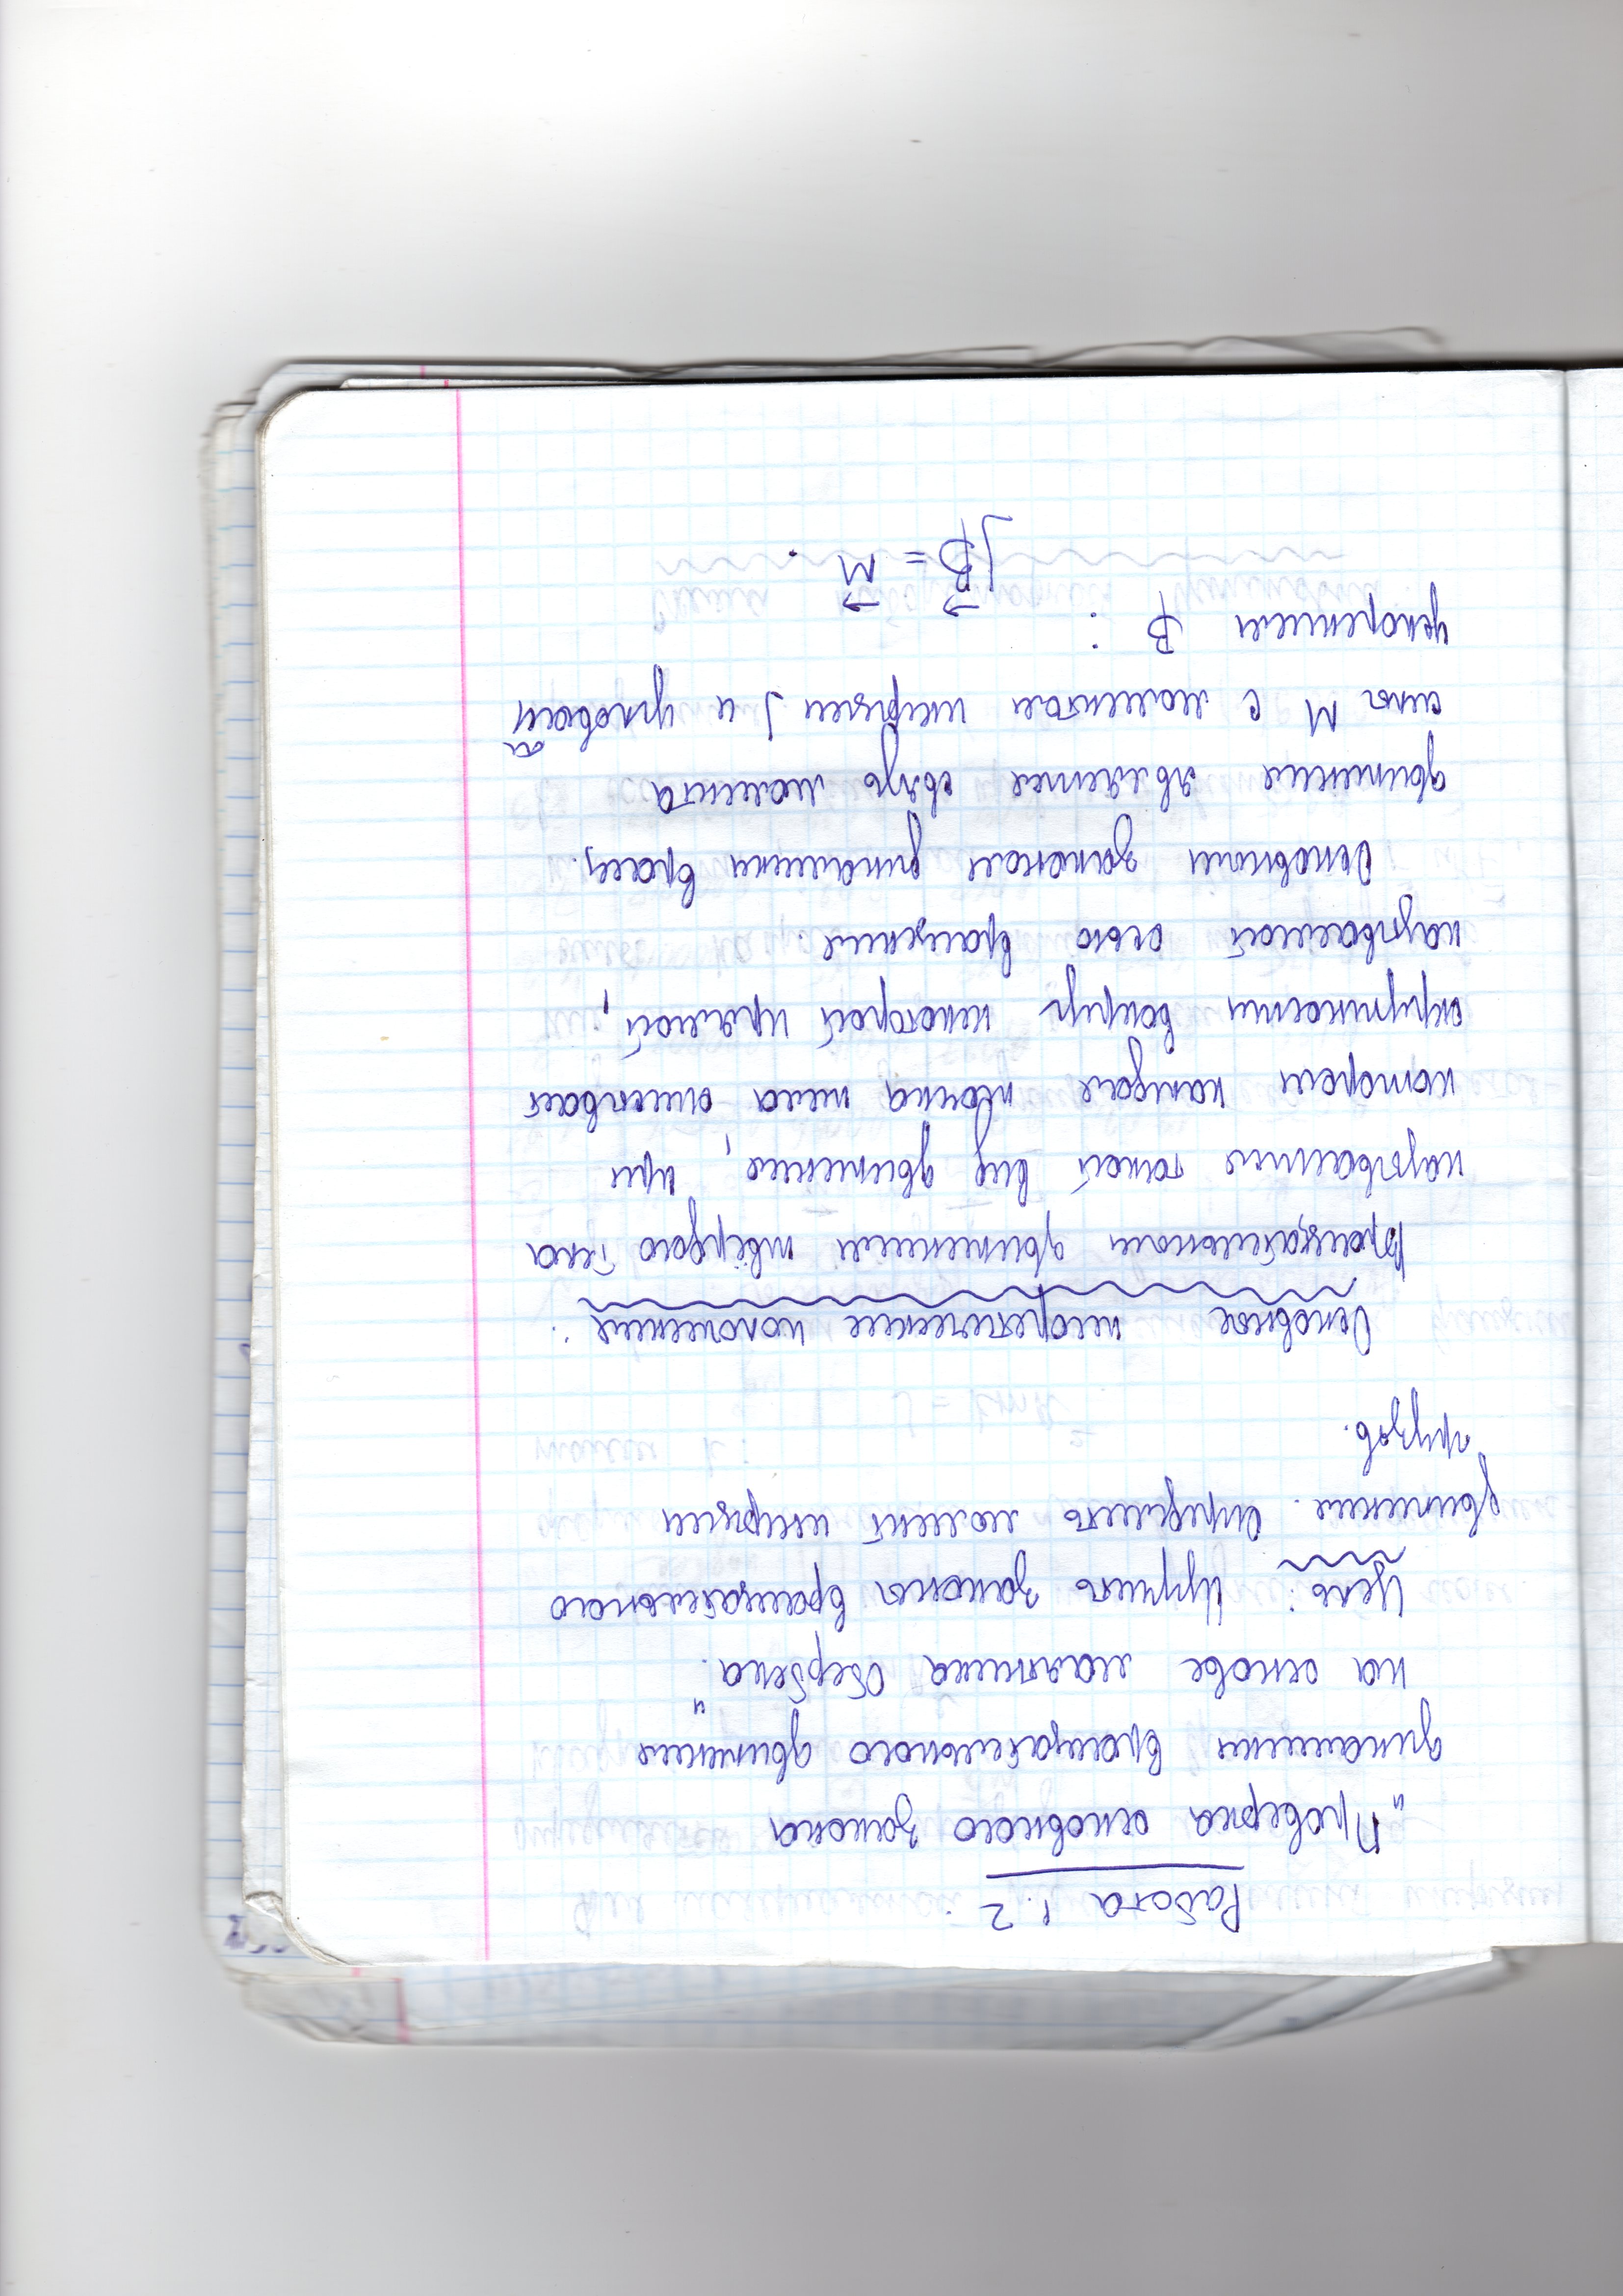 Работа 1.2
„Проверка основного закона
динамики вращательного движения
на основе маятника Обербека."
Цель: Изучить законы вращательного
движения. Определить момент инерции
грузов.
Основные теоретические положения:
Вращательным движением твёрдого тела
называется такой вид движения, при
котором каждая точка тела описывает
окружности вокруг некоторой прямой,
называемой осью вращения.
Основным законом динамики вращ.
движения является связь момента
силы M с моментом инерции J и угловым
ускорением β :
Jβ⃗ = M⃗ .